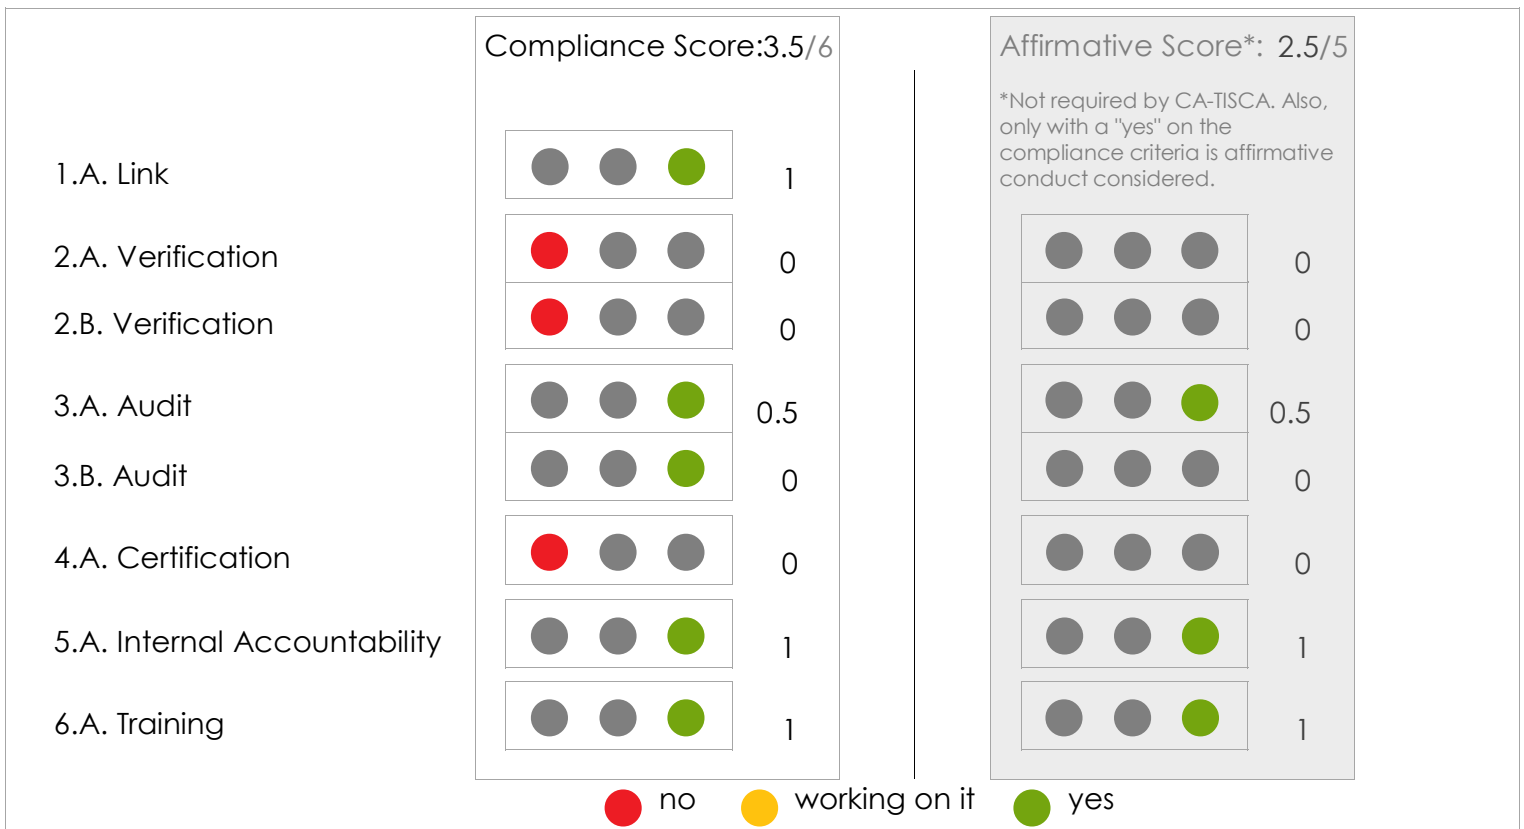 Compliance Score:3.5/6
Affirmative Score*: 2.5/5
*Not required by CA-TISCA. Also,
only with a "yes" on the
compliance criteria is affirmative
conduct considered.
1.A. Link 1
2.A. Verification 0 0
2.B. Verification 0 0
3.A. Audit 0.5 0.5
3.B. Audit 0 0
4.A. Certification 0 0
5.A. Internal Accountability 1 1
6.A. Training 1 1
no working on it yes